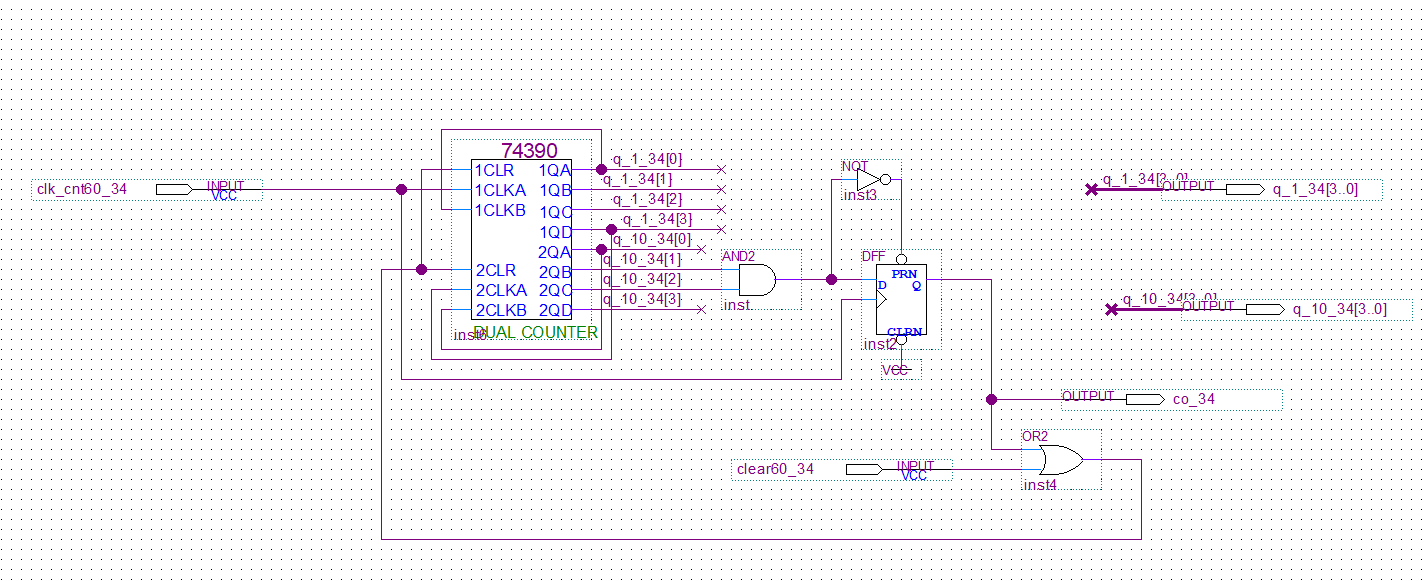 74390
1CLR 1QA q_1_34[0]
clk_cnt60_34 INPUT VCC 1CLKA 1QB q_1_34[1]
1CLKB 1QC q_1_34[2]
1QD q_1_34[3]
2QA q_10_34[0]
2CLR 2QB q_10_34[1]
2CLKA 2QC q_10_34[2]
2CLKB 2QD q_10_34[3]
inst6 DUAL COUNTER
AND2
inst
NOT
inst3
DFF
PRN
D Q
CLRN
inst2
VCC
q_1_34[3..0] OUTPUT q_1_34[3..0]
q_10_34[3..0] OUTPUT q_10_34[3..0]
OUTPUT co_34
OR2
clear60_34 INPUT VCC
inst4